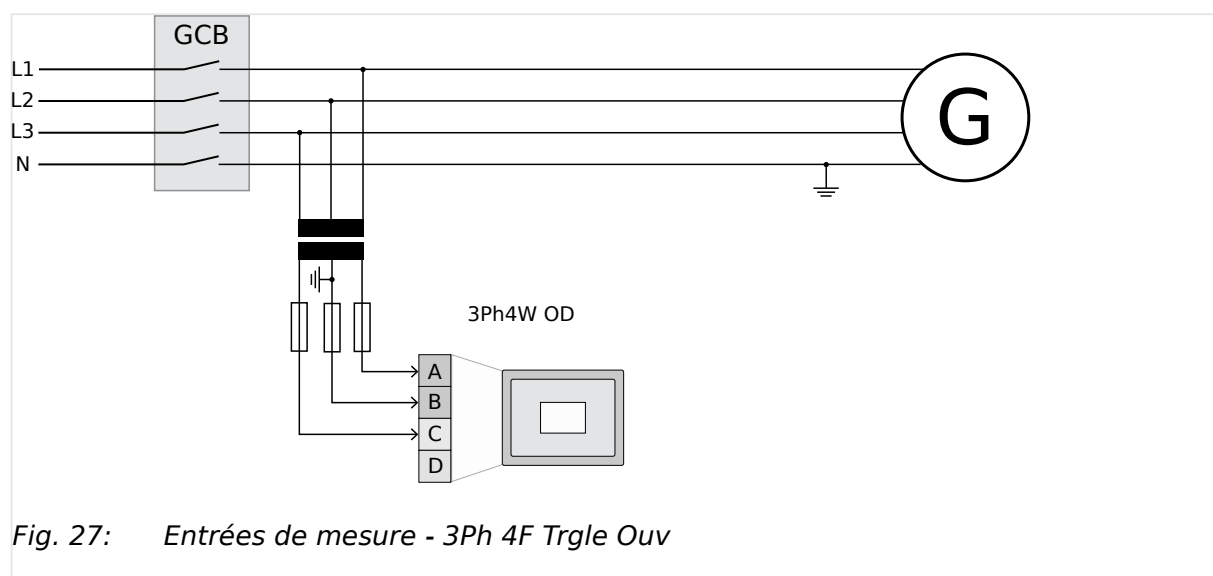 GCB
L1
L2
L3
N
G
3Ph4W OD
A
B
C
D
Fig. 27: Entrées de mesure - 3Ph 4F Trgle Ouv